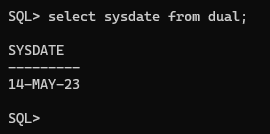 SQL> select sysdate from dual;
SYSDATE
---------
14-MAY-23
SQL>